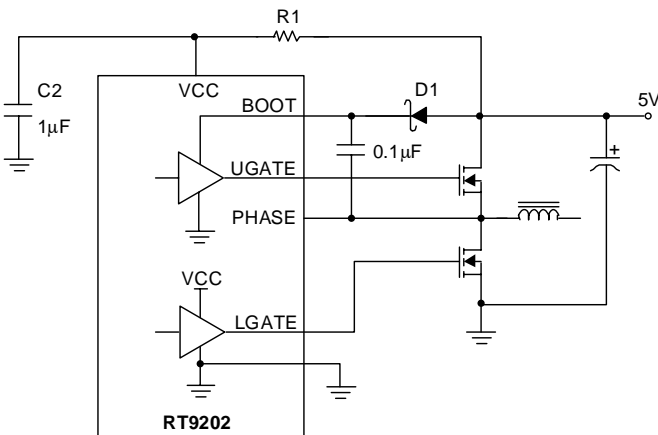 R1
C2
1µF
VCC
BOOT
D1
5V
+
0.1µF
UGATE
PHASE
VCC
LGATE
RT9202